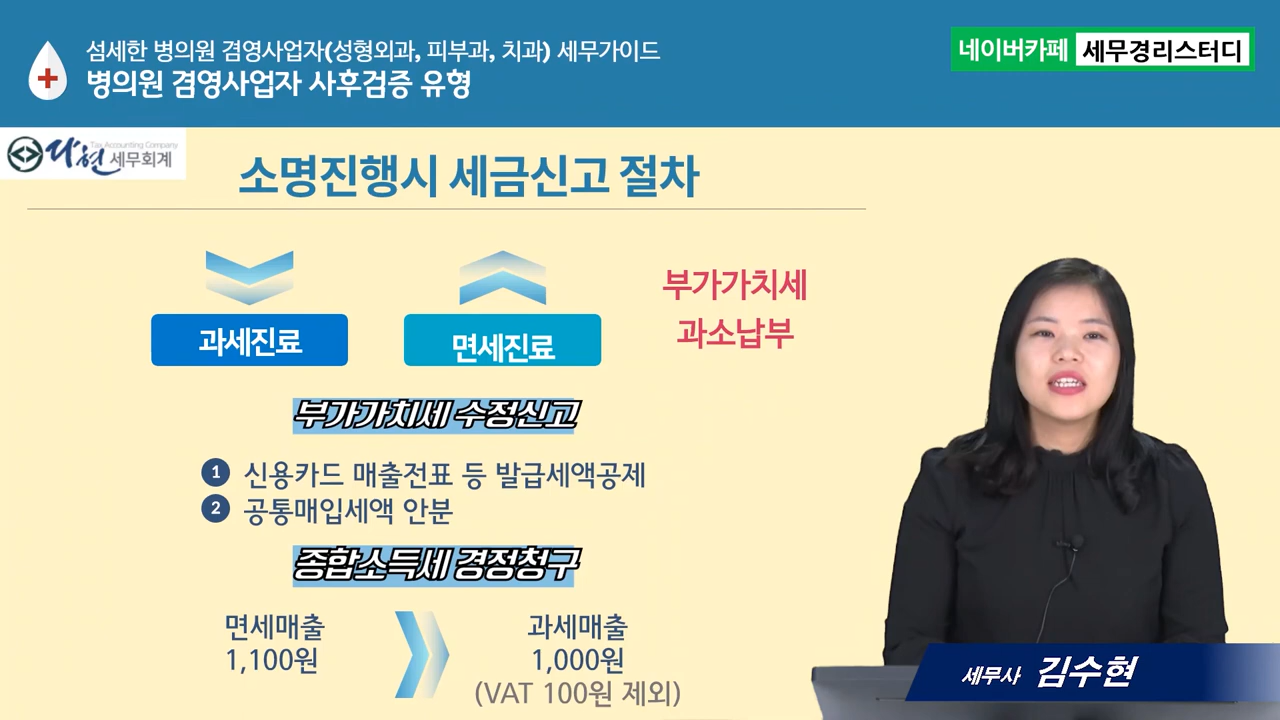 섬세한 병의원 겸영사업자(성형외과, 피부과, 치과) 세무가이드
병의원 겸영사업자 사후검증 유형
네이버카페 세무경리스터디
Tax Accounting Company
다현 세무회계
소명진행시 세금신고 절차
과세진료
면세진료
부가가치세
과소납부
부가가치세 수정신고
1 신용카드 매출전표 등 발급세액공제
2 공통매입세액 안분
종합소득세 경정청구
면세매출
1,100원
과세매출
1,000원
(VAT 100원 제외)
세무사 김수현